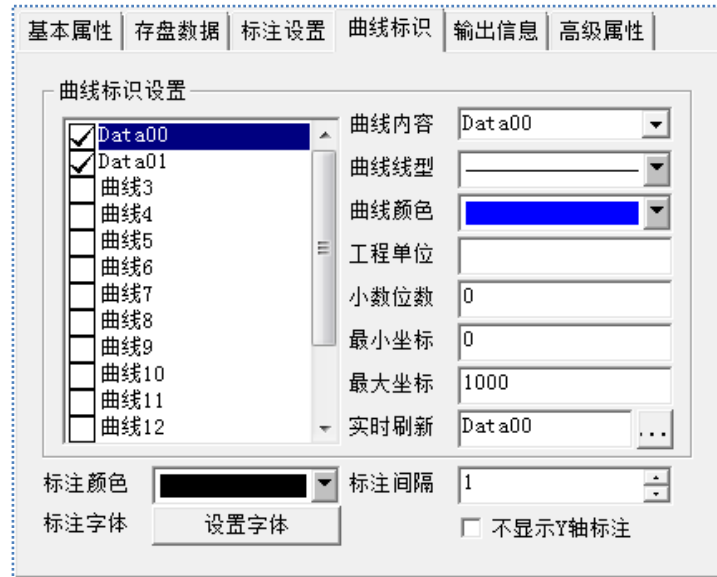 基本属性 存盘数据 标注设置 曲线标识 输出信息 高级属性
曲线标识设置
Data00
Data01
曲线3
曲线4
曲线5
曲线6
曲线7
曲线8
曲线9
曲线10
曲线11
曲线12
曲线内容 Data00
曲线线型
曲线颜色
工程单位
小数位数 0
最小坐标 0
最大坐标 1000
实时刷新 Data00 ...
标注颜色 标注间隔 1
标注字体 设置字体 不显示Y轴标注